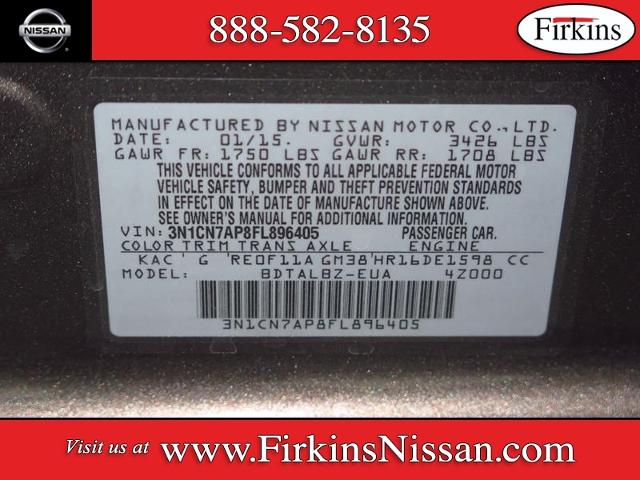 NISSAN
888-582-8135
Firkins
MANUFACTURED BY NISSAN MOTOR CO., LTD.
DATE: 01/15. GVWR: 3426 LBS
GAWR FR: 1750 LBS GAWR RR: 1708 LBS
THIS VEHICLE CONFORMS TO ALL APPLICABLE FEDERAL MOTOR
VEHICLE SAFETY, BUMPER AND THEFT PREVENTION STANDARDS
IN EFFECT ON THE DATE OF MANUFACTURE SHOWN ABOVE.
SEE OWNER'S MANUAL FOR ADDITIONAL INFORMATION.
VIN: 3N1CN7AP8FL896405 PASSENGER CAR.
COLOR TRIM TRANS AXLE ENGINE
KAC G RE0F11A GM38 HR16DE1598 CC
MODEL: BDTALBZ-EUA 4Z000
3N1CN7AP8FL896405
Visit us at www.FirkinsNissan.com